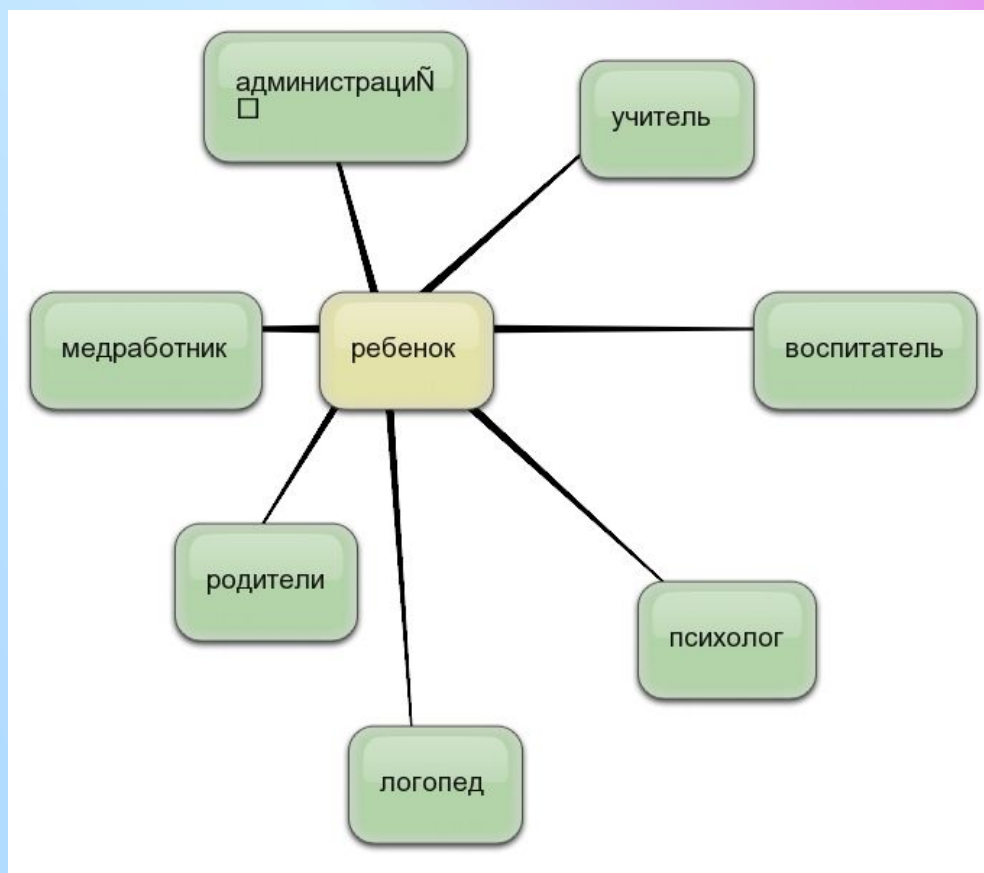 администрациÑ
□
учитель
медработник
ребенок
воспитатель
родители
психолог
логопед